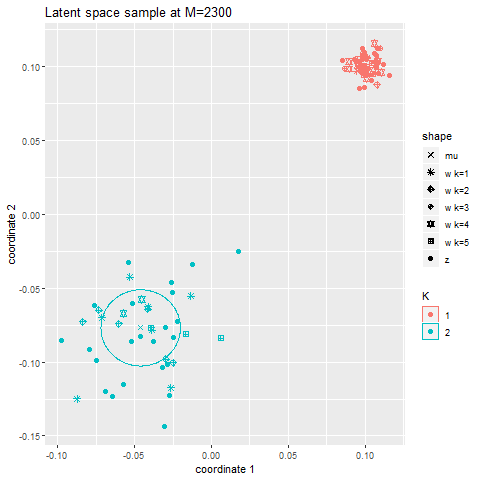 Latent space sample at M=2300
coordinate 2
0.10
0.05
0.00
-0.05
-0.10
-0.15
-0.10
-0.05
0.00
0.05
0.10
coordinate 1
shape
mu
w k=1
w k=2
w k=3
w k=4
w k=5
z
K
1
2